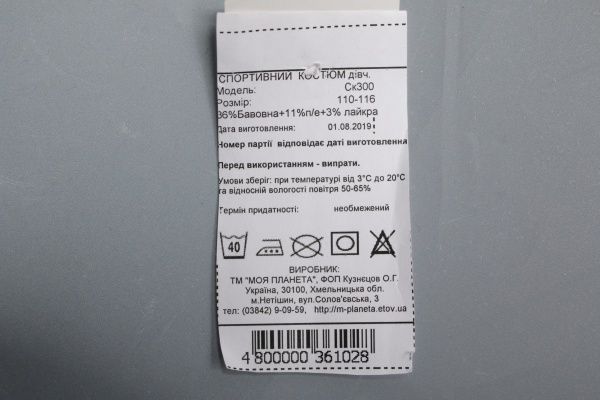 СПОРТИВНИЙ КОСТЮМ дівч.
Модель: Ск300
Розмір: 110-116
86%Бавовна+11%п/е+3% лайкра
Дата виготовлення: 01.08.2019
Номер партії відповідає даті виготовлення
Перед використанням - випрати.
Умови зберіг: при температурі від 3°С до 20°С
та відносній вологості повітря 50-65%
Термін придатності: необмежений
40
ВИРОБНИК:
ТМ "МОЯ ПЛАНЕТА", ФОП Кузнєцов О.Г.
Україна, 30100, Хмельницька обл.
м.Нетішин, вул.Солов'євська, 3
тел: (03842) 9-09-59, http://m-planeta.etov.ua
4 800000 361028